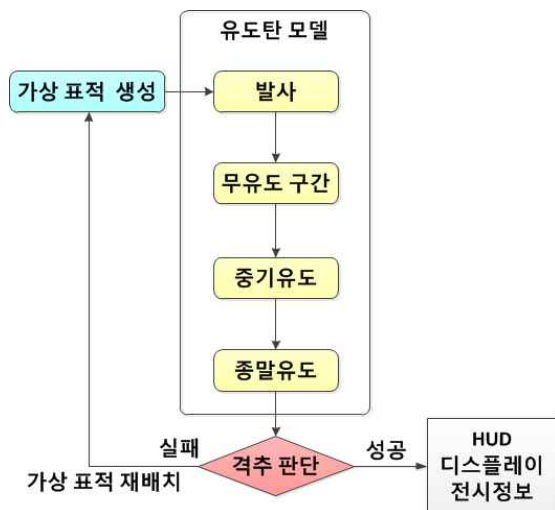 유도탄 모델
가상 표적 생성
발사
무유도 구간
중기유도
종말유도
실패
격추 판단
성공
가상 표적 재배치
HUD
디스플레이
전시정보